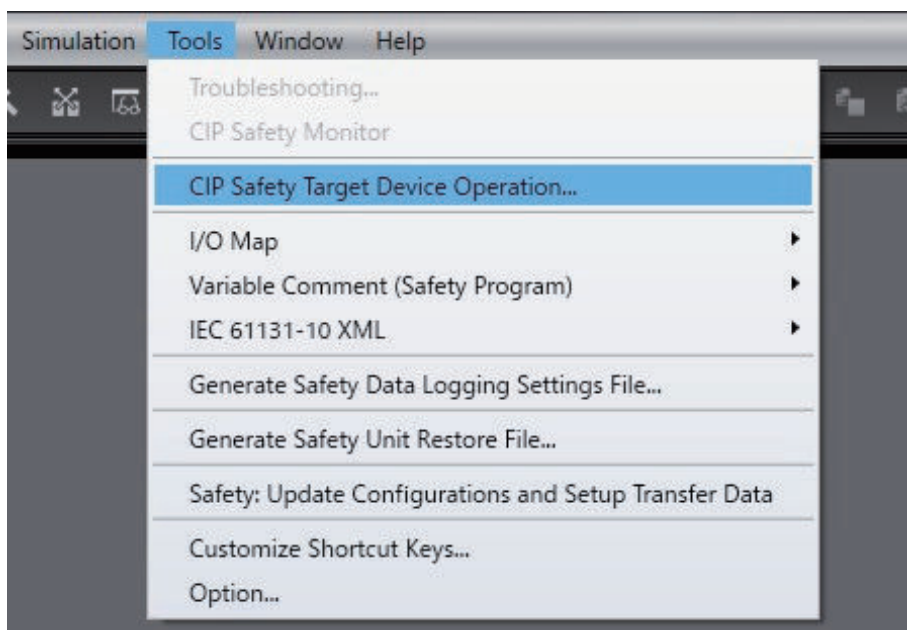 Simulation Tools Window Help
Troubleshooting...
CIP Safety Monitor
CIP Safety Target Device Operation...
I/O Map
Variable Comment (Safety Program)
IEC 61131-10 XML
Generate Safety Data Logging Settings File...
Generate Safety Unit Restore File...
Safety: Update Configurations and Setup Transfer Data
Customize Shortcut Keys...
Option...